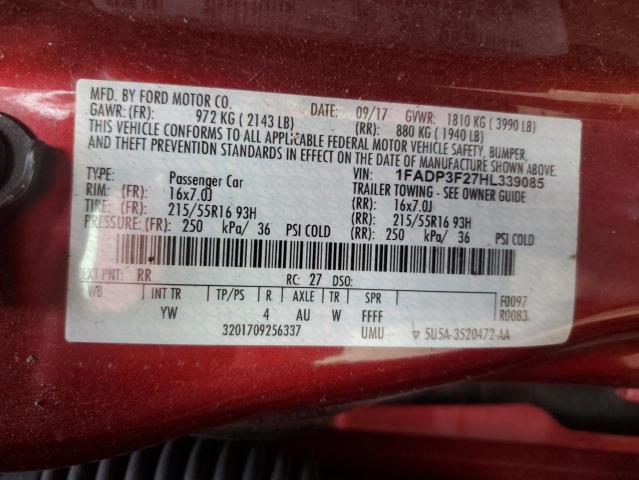 MFD. BY FORD MOTOR CO. DATE: 09/17 GVWR: 1810 KG ( 3990 LB)
GAWR: (FR): 972 KG ( 2143 LB) (RR): 880 KG ( 1940 LB)
THIS VEHICLE CONFORMS TO ALL APPLICABLE FEDERAL MOTOR VEHICLE SAFETY, BUMPER,
AND THEFT PREVENTION STANDARDS IN EFFECT ON THE DATE OF MANUFACTURE SHOWN ABOVE.
VIN: 1FADP3F27HL339085
TYPE: Passenger Car TRAILER TOWING - SEE OWNER GUIDE
RIM: (FR) 16x7.0J (RR): 16x7.0J
TIRE: (FR) 215/55R16 93H (RR): 215/55R16 93H
PRESSURE:(FR): 250 kPa/ 36 PSI COLD (RR): 250 kPa/ 36 PSI COLD
EXT PNT: RR RC: 27 DSO:
WB INT TR TP/PS R AXLE TR SPR F0097
YW 4 AU W FFFF R0083
3201709256337 UMU 5U5A-3520472-AA